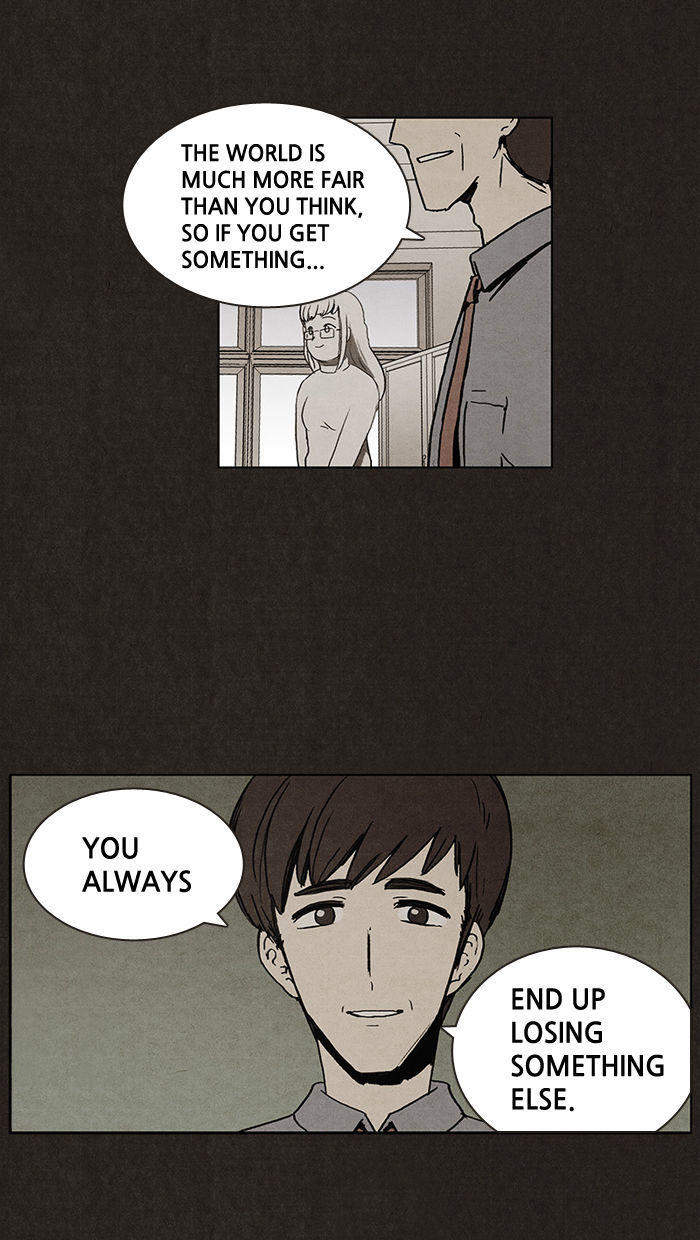 THE WORLD IS
MUCH MORE FAIR
THAN YOU THINK,
SO IF YOU GET
SOMETHING...
YOU
ALWAYS
END UP
LOSING
SOMETHING
ELSE.